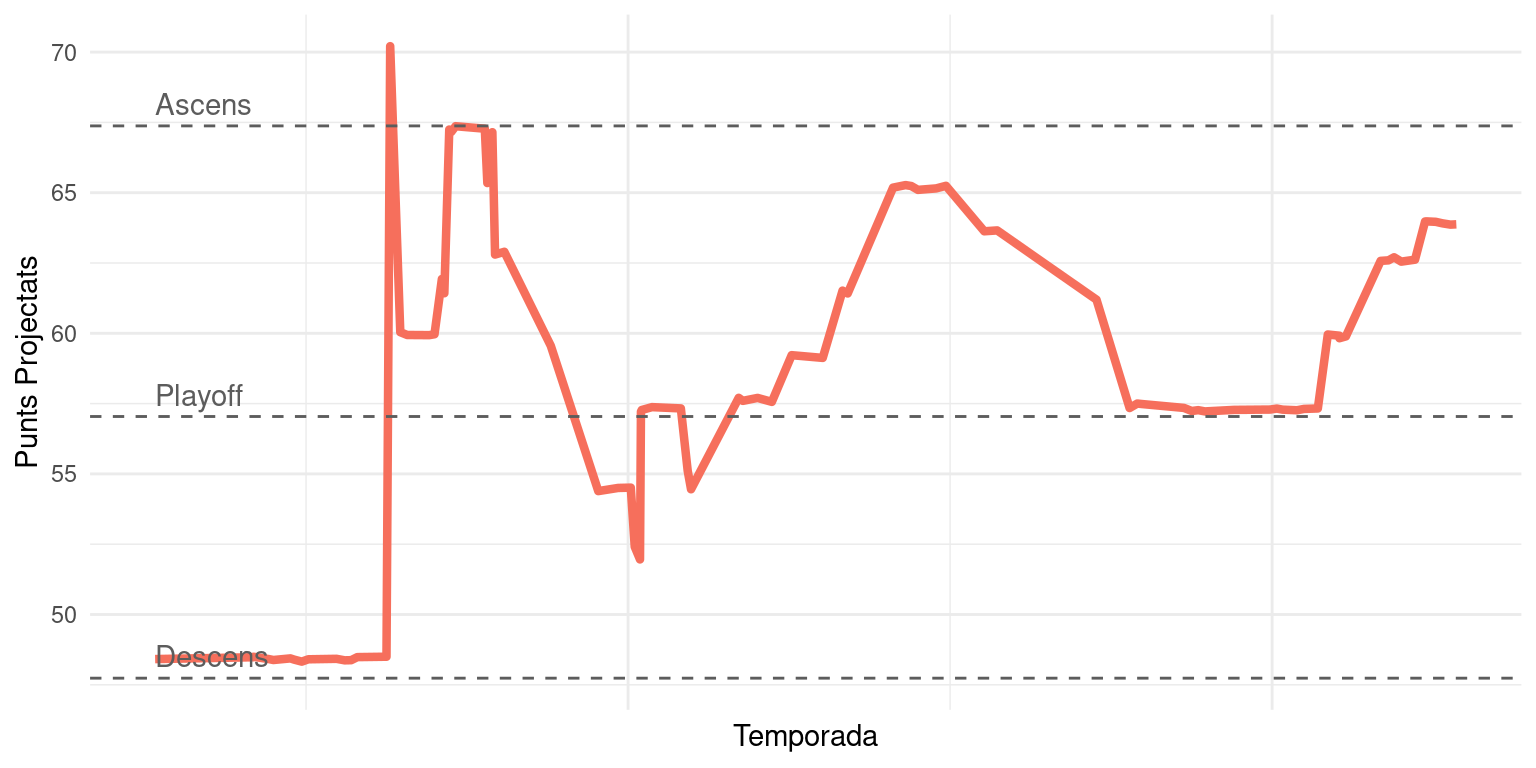 70
Ascens
65
60
Playoff
55
50
Descens
Punts Projectats
Temporada